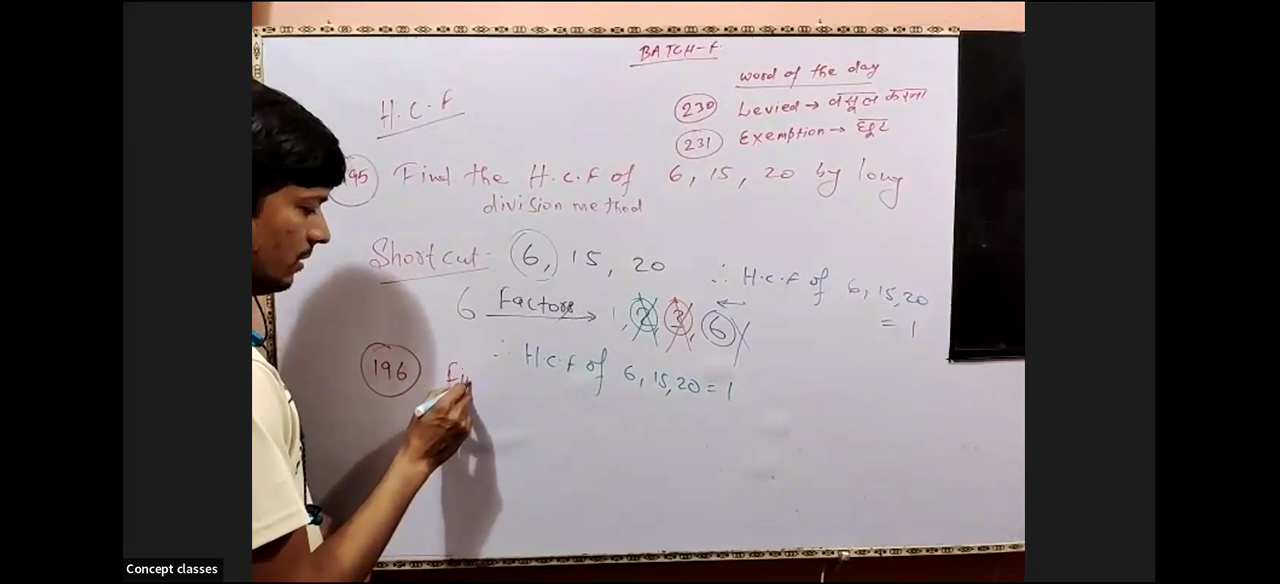 BATCH-F
word of the day
H.C.F
230 Levied → वसूल करना
231 Exemption → छूट
95 Find the H.C.F of 6, 15, 20 by long
division method
Shortcut:- 6, 15, 20
∴ H.C.F of 6, 15, 20
= 1
6 Factors → 1, 2, 3, 6
∴ H.C.F of 6, 15, 20 = 1
196 Fi
Concept classes